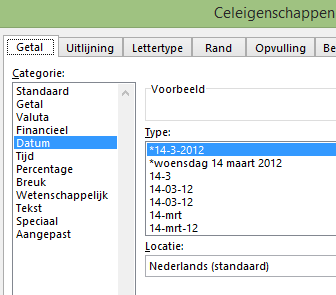 Celeigenschappen
Getal Uitlijning Lettertype Rand Opvulling Be
Categorie:
Standaard
Getal
Valuta
Financieel
Datum
Tijd
Percentage
Breuk
Wetenschappelijk
Tekst
Speciaal
Aangepast
Voorbeeld
Type:
*14-3-2012
*woensdag 14 maart 2012
14-3
14-03-12
14-03-12
14-mrt
14-mrt-12
Locatie:
Nederlands (standaard)